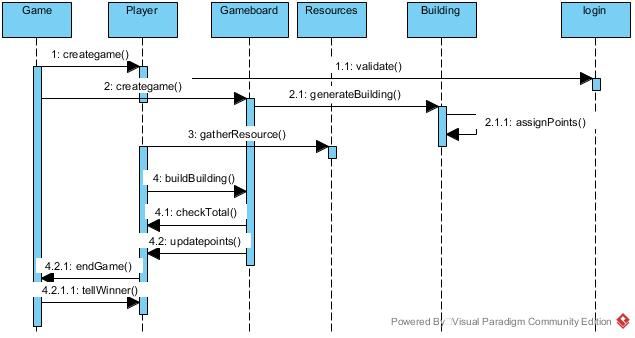 Game
Player
Gameboard
Resources
Building
login
1: creategame()
1.1: validate()
2: creategame()
2.1: generateBuilding()
2.1.1: assignPoints()
3: gatherResource()
4: buildBuilding()
4.1: checkTotal()
4.2: updatepoints()
4.2.1: endGame()
4.2.1.1: tellWinner()
Powered By Visual Paradigm Community Edition